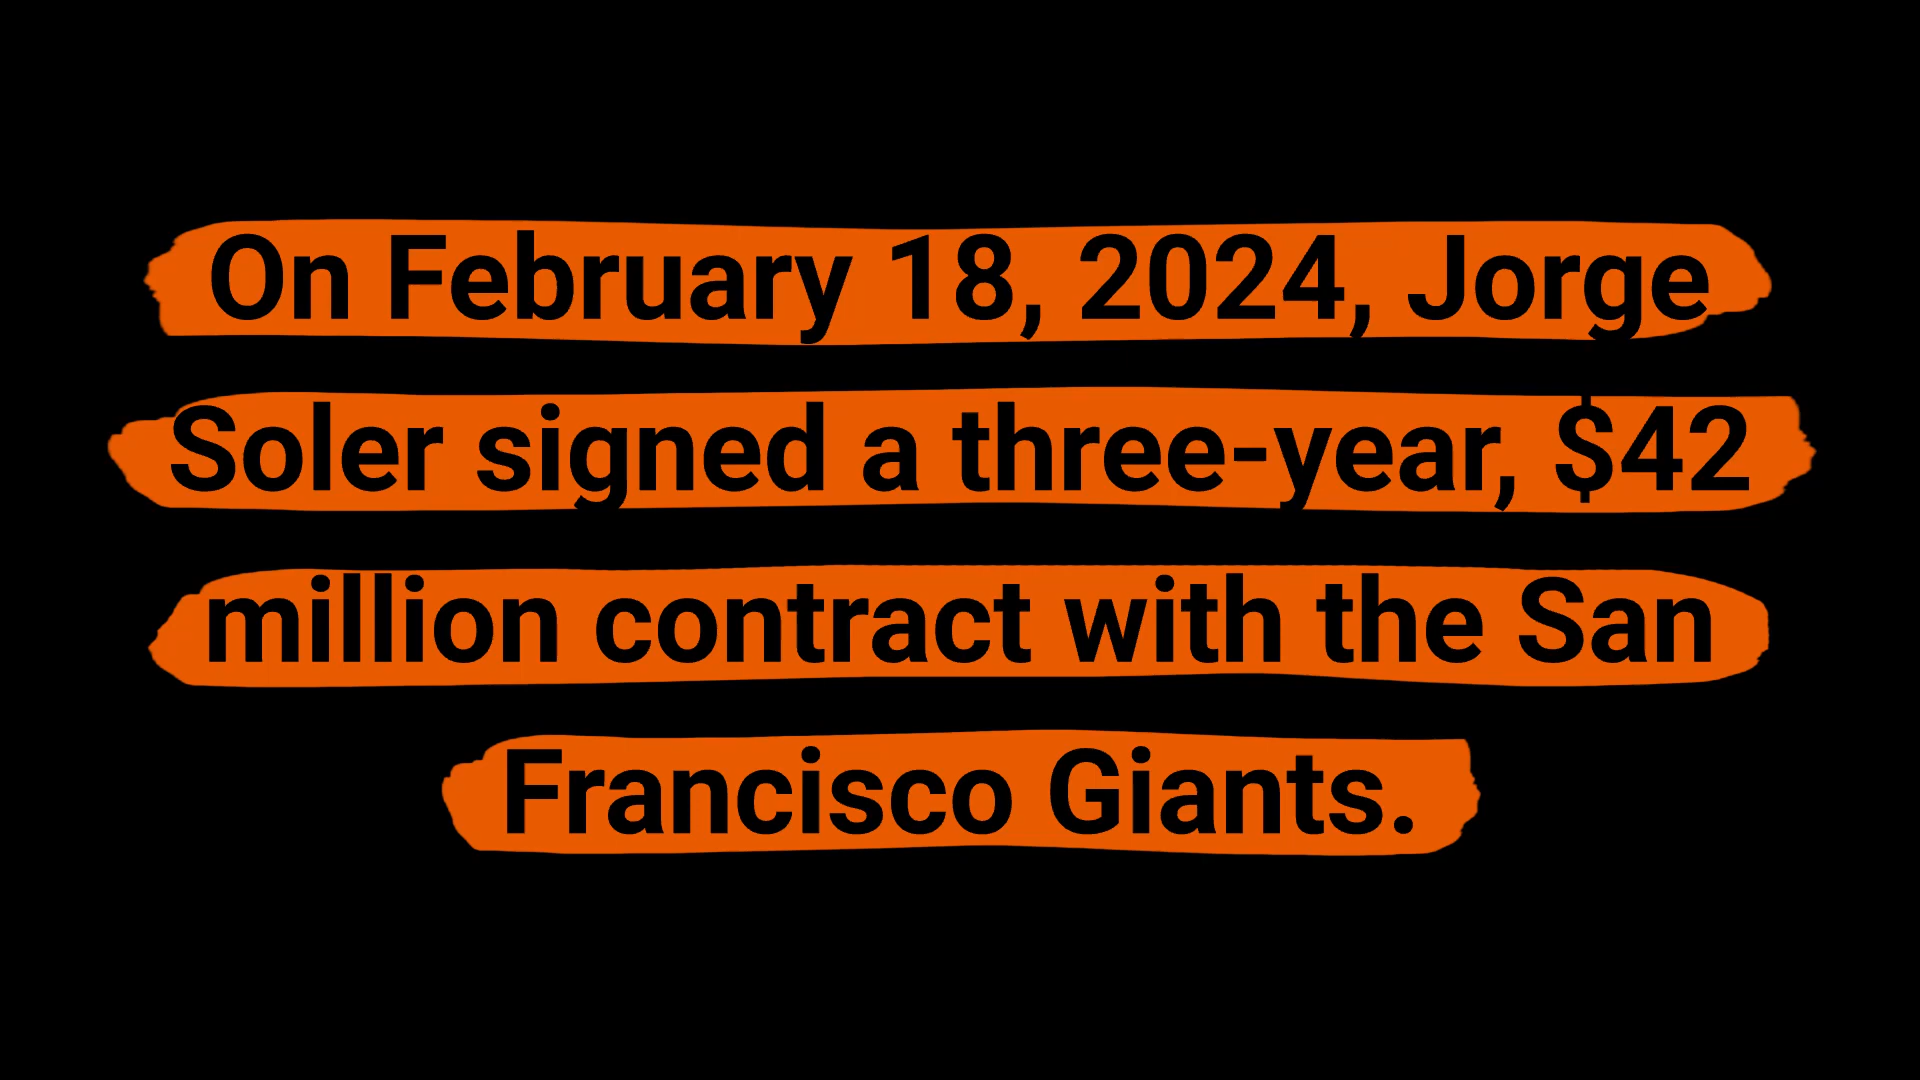 On February 18, 2024, Jorge
Soler signed a three-year, $42
million contract with the San
Francisco Giants.